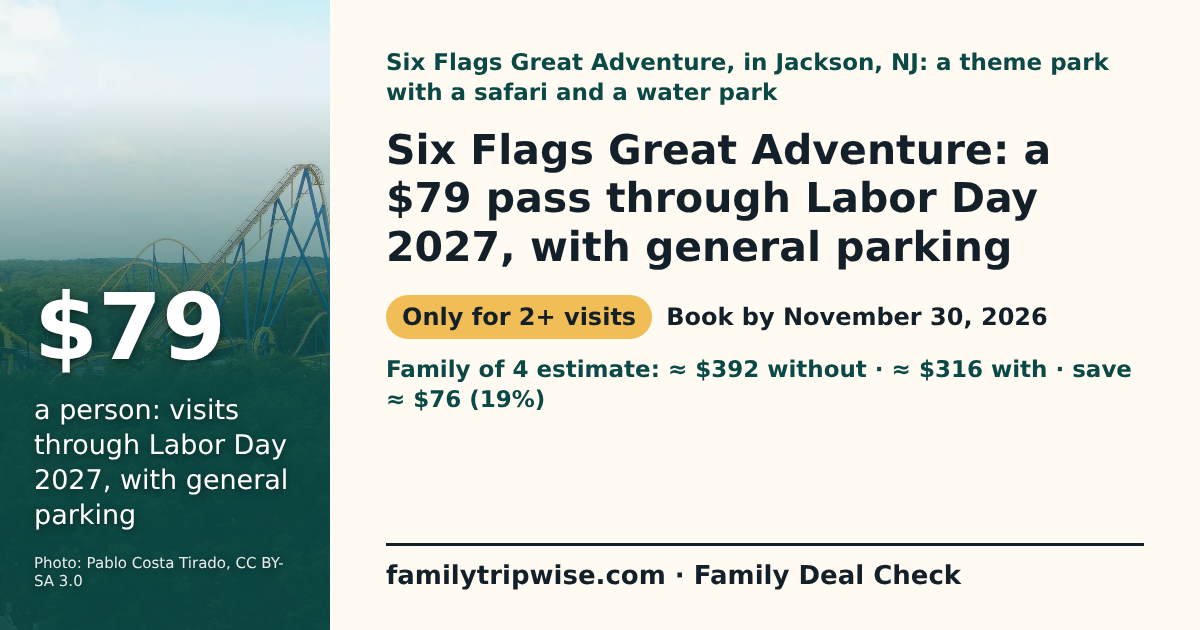 $79
a person: visits
through Labor Day
2027, with general
parking
Photo: Pablo Costa Tirado, CC BY-
SA 3.0
Six Flags Great Adventure, in Jackson, NJ: a theme park
with a safari and a water park
Six Flags Great Adventure: a
$79 pass through Labor Day
2027, with general parking
Only for 2+ visits Book by November 30, 2026
Family of 4 estimate: ≈ $392 without · ≈ $316 with · save
≈ $76 (19%)
familytripwise.com · Family Deal Check